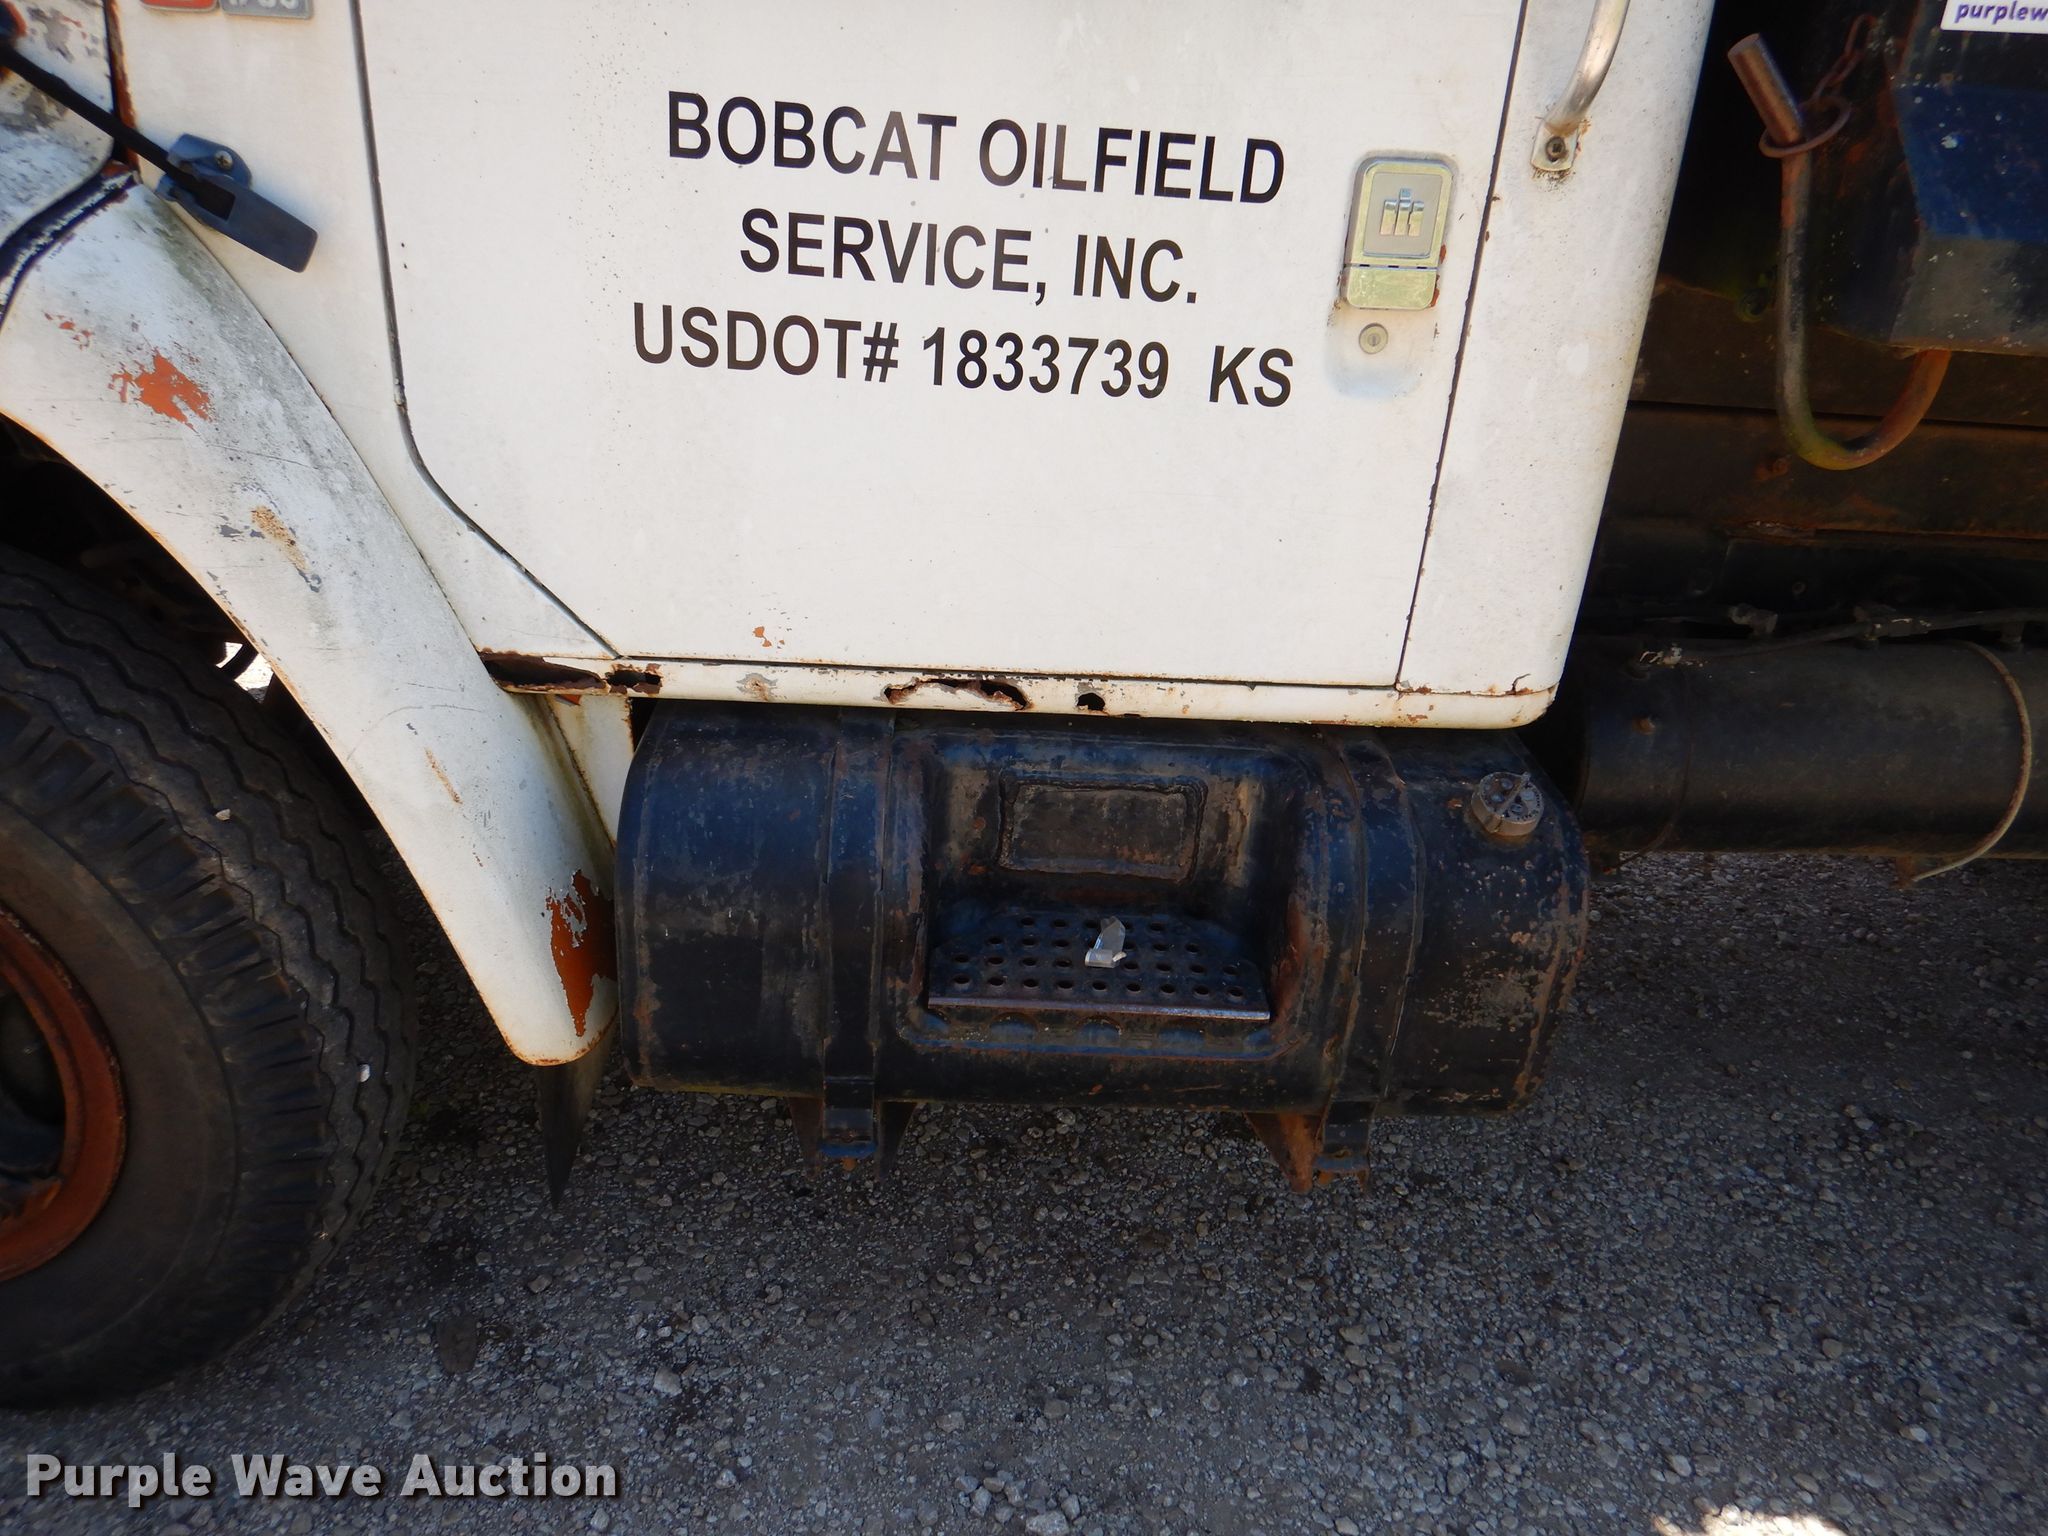 purplew
BOBCAT OILFIELD
SERVICE, INC.
USDOT# 1833739 KS
Purple Wave Auction